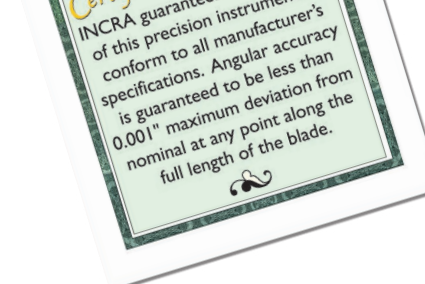 INCRA guarantees
of this precision instrument
conform to all manufacturer's
specifications. Angular accuracy
is guaranteed to be less than
0.001" maximum deviation from
nominal at any point along the
full length of the blade.